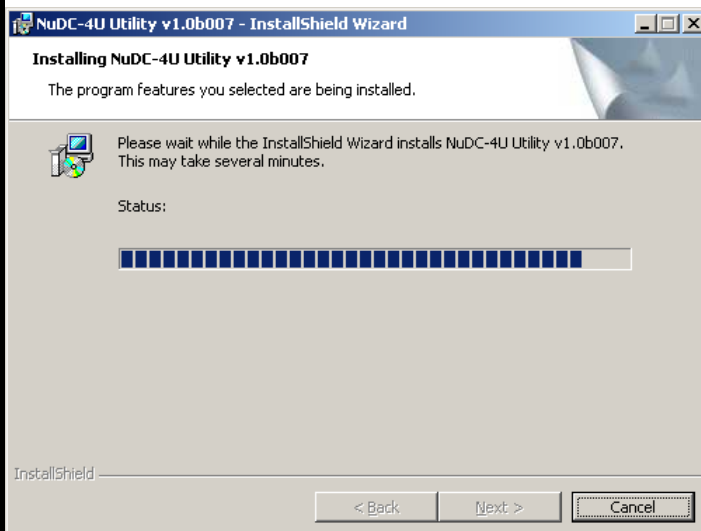 NuDC-4U Utility v1.0b007 - InstallShield Wizard
Installing NuDC-4U Utility v1.0b007
The program features you selected are being installed.
Please wait while the InstallShield Wizard installs NuDC-4U Utility v1.0b007.
This may take several minutes.
Status:
InstallShield
< Back Next > Cancel